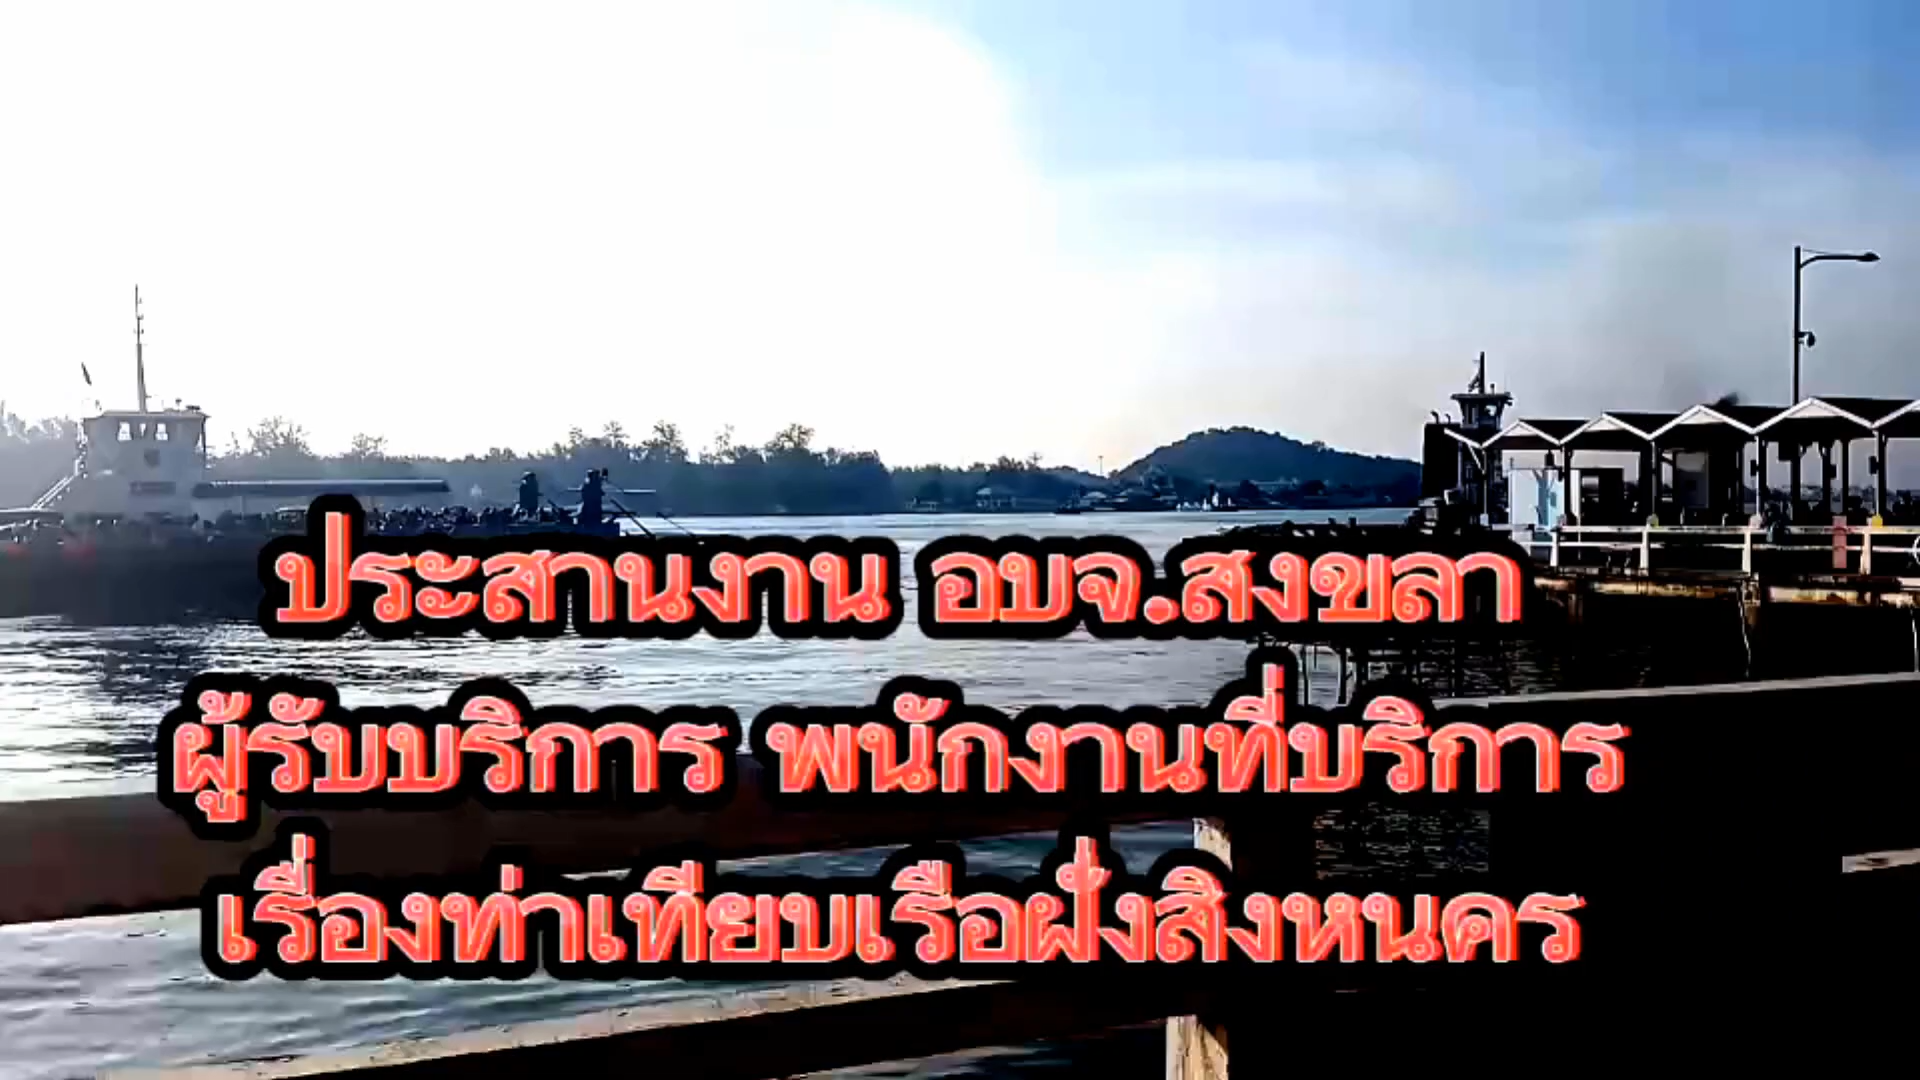 ประสานงาน อบจ.สงขลา
ผู้รับบริการ พนักงานที่บริการ
เรื่องท่าเทียบเรือฝั่งสิงหนคร